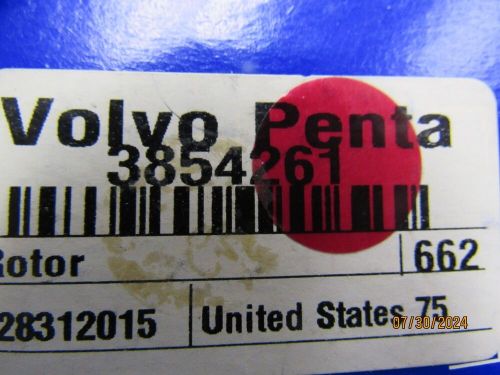 Volvo Penta
3854261
Rotor 662
28312015 United States 75
07/30/2024